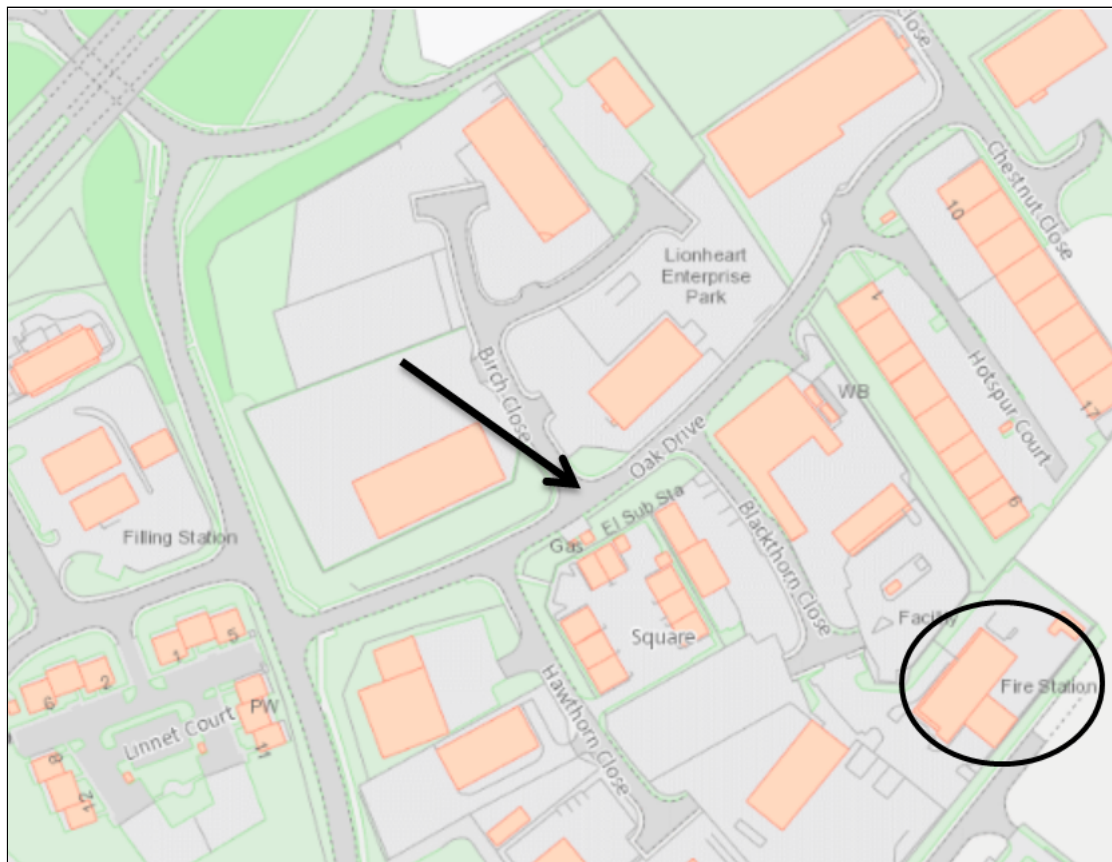 Close
Chestnut Close
10
Lionheart
Enterprise
Park
1
Birch Close
WB
Hotspur Court
17
Oak Drive
El Sub Sta
6
Filling Station
Gas
Blackthorn Close
Facility
5
1
Square
Fire Station
2
6
PW
Linnet Court
11
Hawthorn Close
8
12